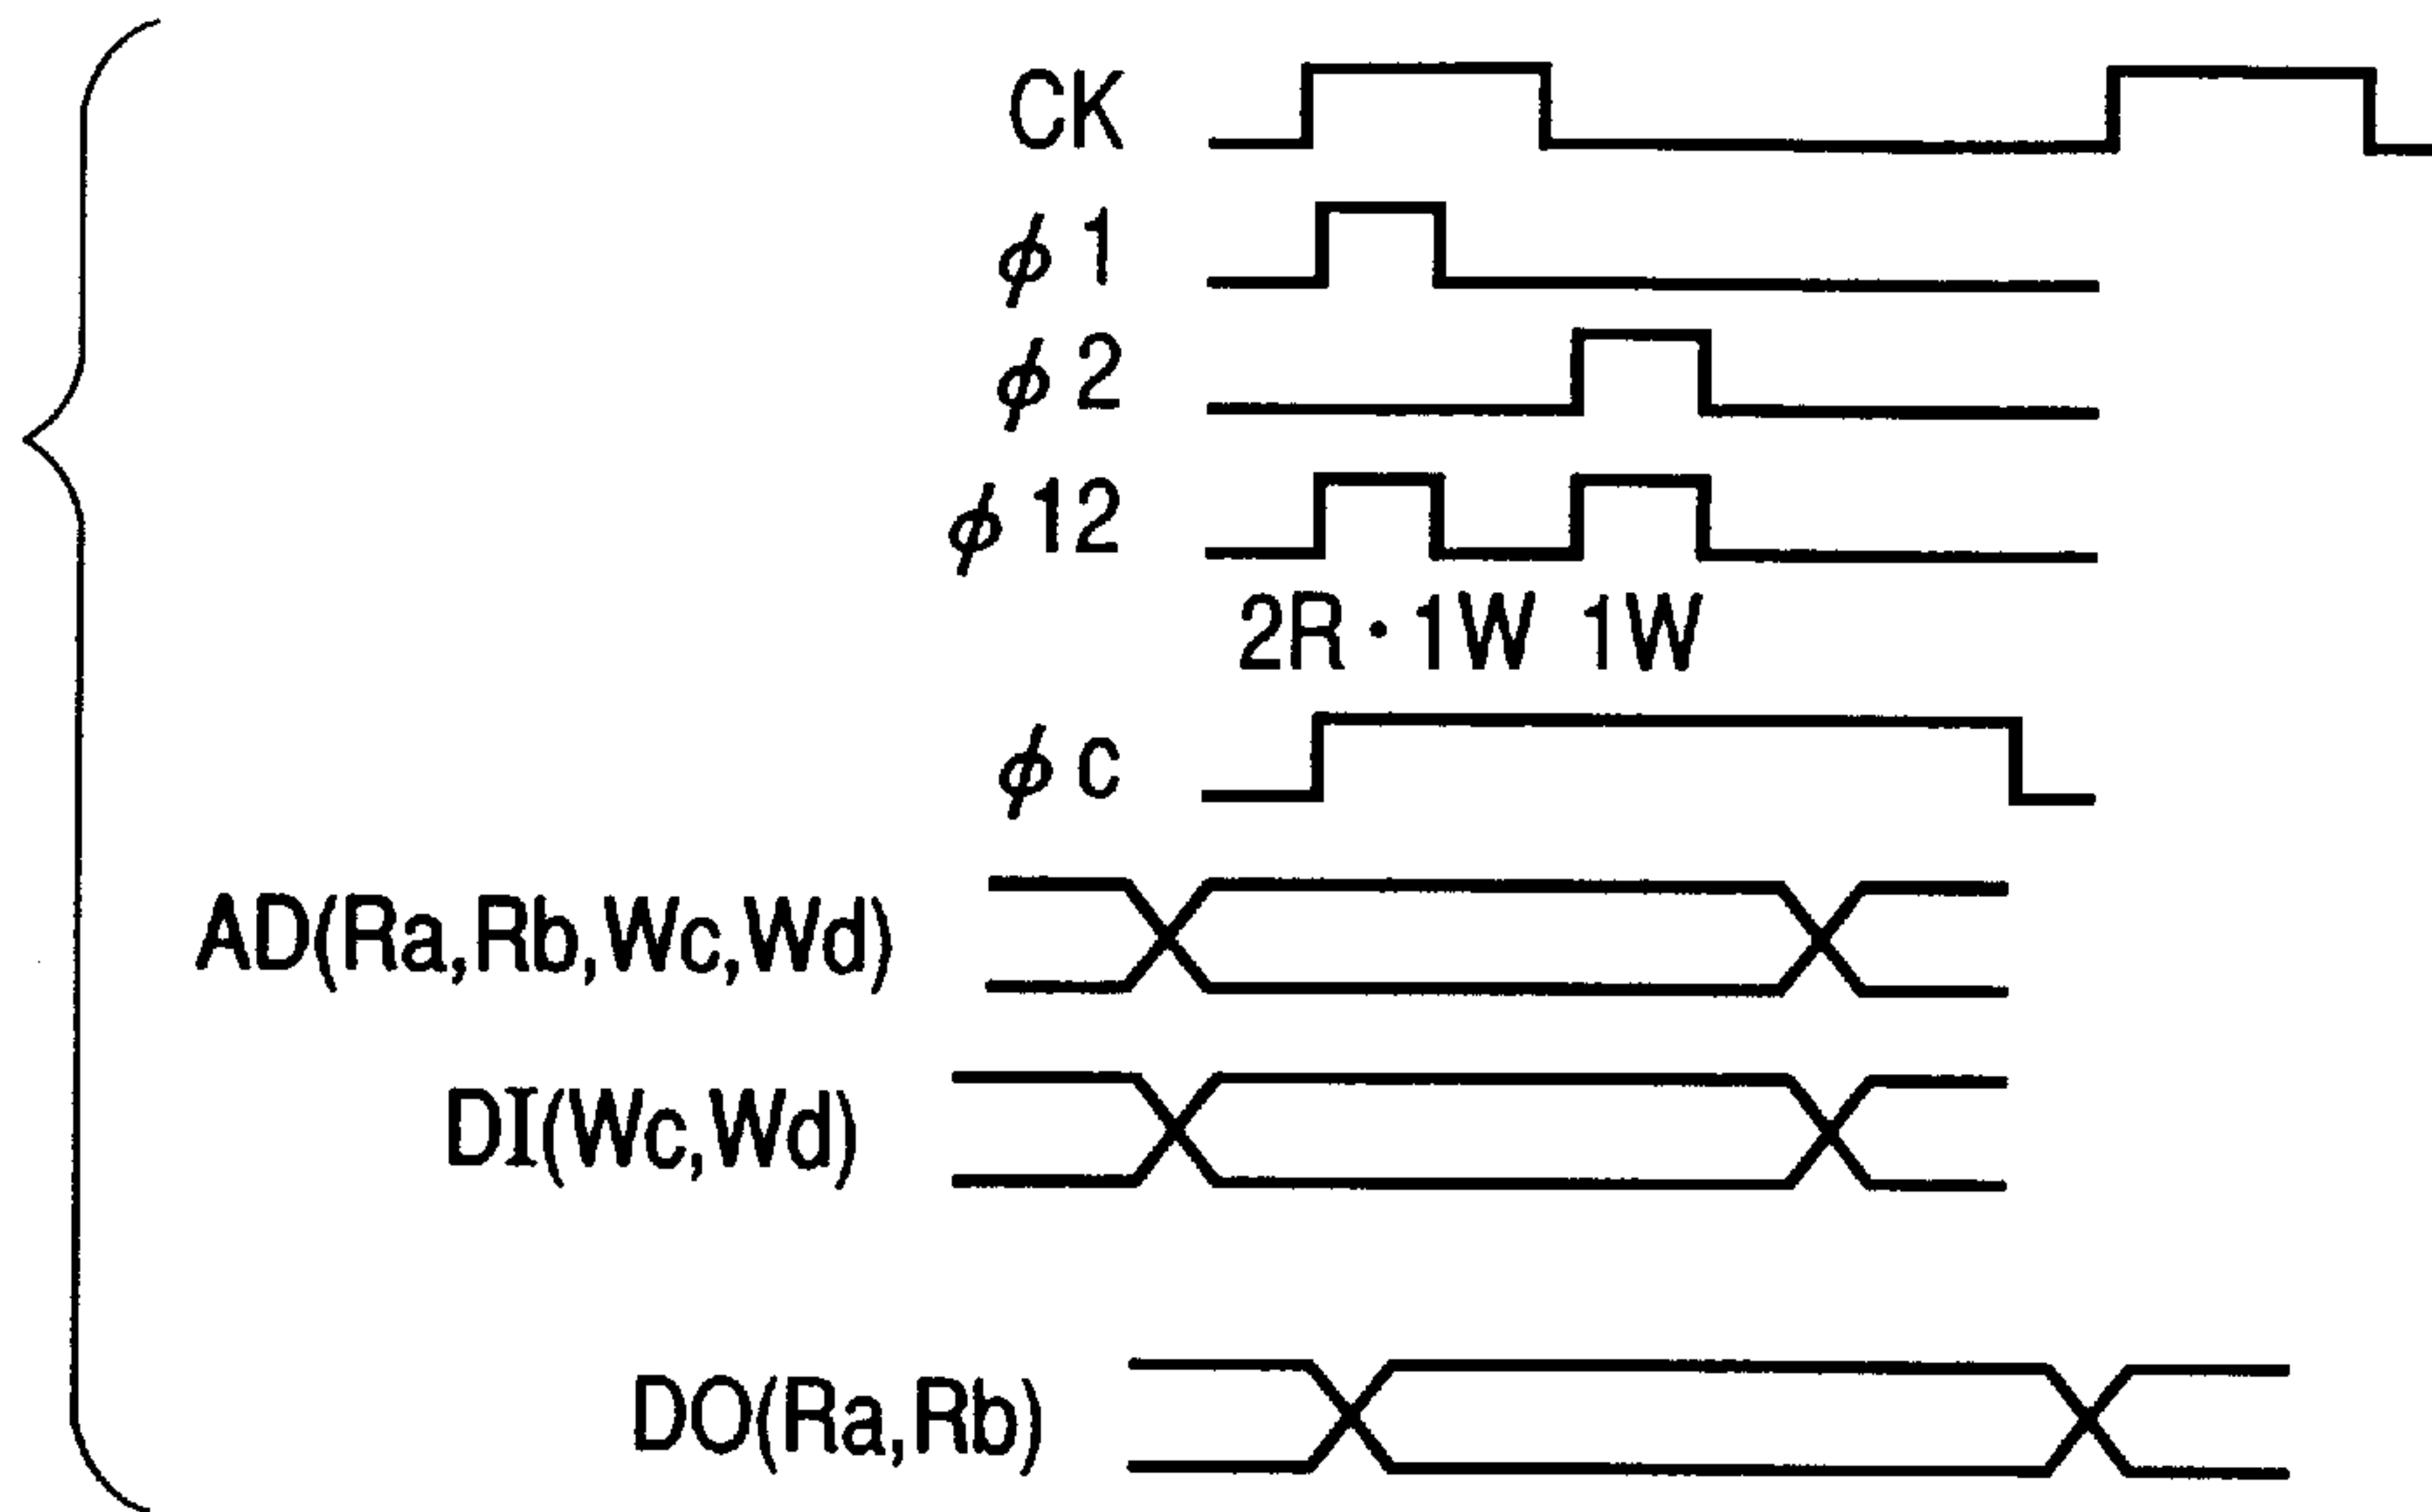 CK
ϕ1
ϕ2
ϕ12
2R・1W 1W
ϕc
AD(Ra,Rb,Wc,Wd)
DI(Wc,Wd)
DO(Ra,Rb)